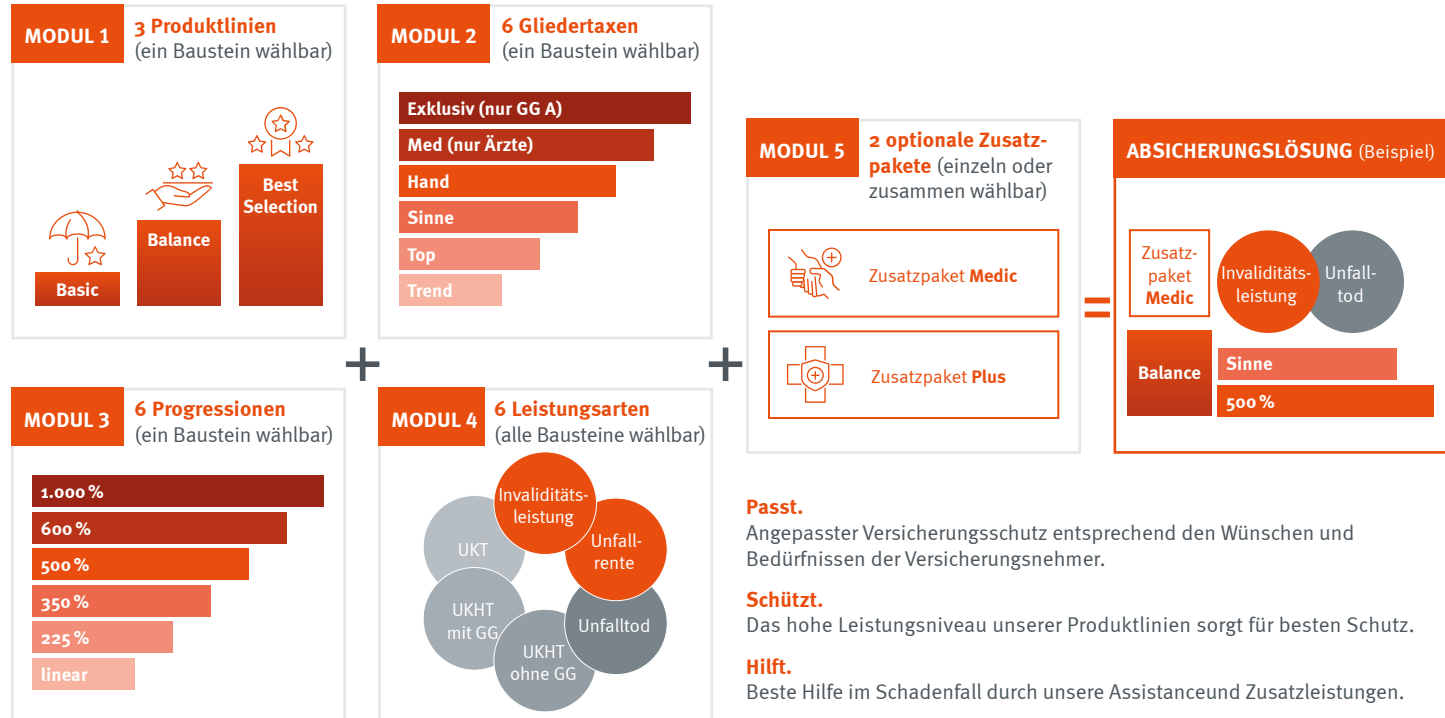 MODUL 1
3 Produktlinien
(ein Baustein wählbar)
Basic
Balance
Best
Selection
MODUL 2
6 Gliedertaxen
(ein Baustein wählbar)
Exklusiv (nur GG A)
Med (nur Ärzte)
Hand
Sinne
Top
Trend
+
MODUL 3
6 Progressionen
(ein Baustein wählbar)
1.000 %
600 %
500 %
350 %
225 %
linear
MODUL 4
6 Leistungsarten
(alle Bausteine wählbar)
Invaliditäts-
leistung
Unfall-
rente
Unfalltod
UKHT
ohne GG
UKHT
mit GG
UKT
+
MODUL 5
2 optionale Zusatz-
pakete (einzeln oder
zusammen wählbar)
Zusatzpaket Medic
Zusatzpaket Plus
=
ABSICHERUNGSLÖSUNG (Beispiel)
Zusatz-
paket
Medic
Invaliditäts-
leistung
Unfall-
tod
Balance
Sinne
500 %
Passt.
Angepasster Versicherungsschutz entsprechend den Wünschen und
Bedürfnissen der Versicherungsnehmer.
Schützt.
Das hohe Leistungsniveau unserer Produktlinien sorgt für besten Schutz.
Hilft.
Beste Hilfe im Schadenfall durch unsere Assistanceund Zusatzleistungen.